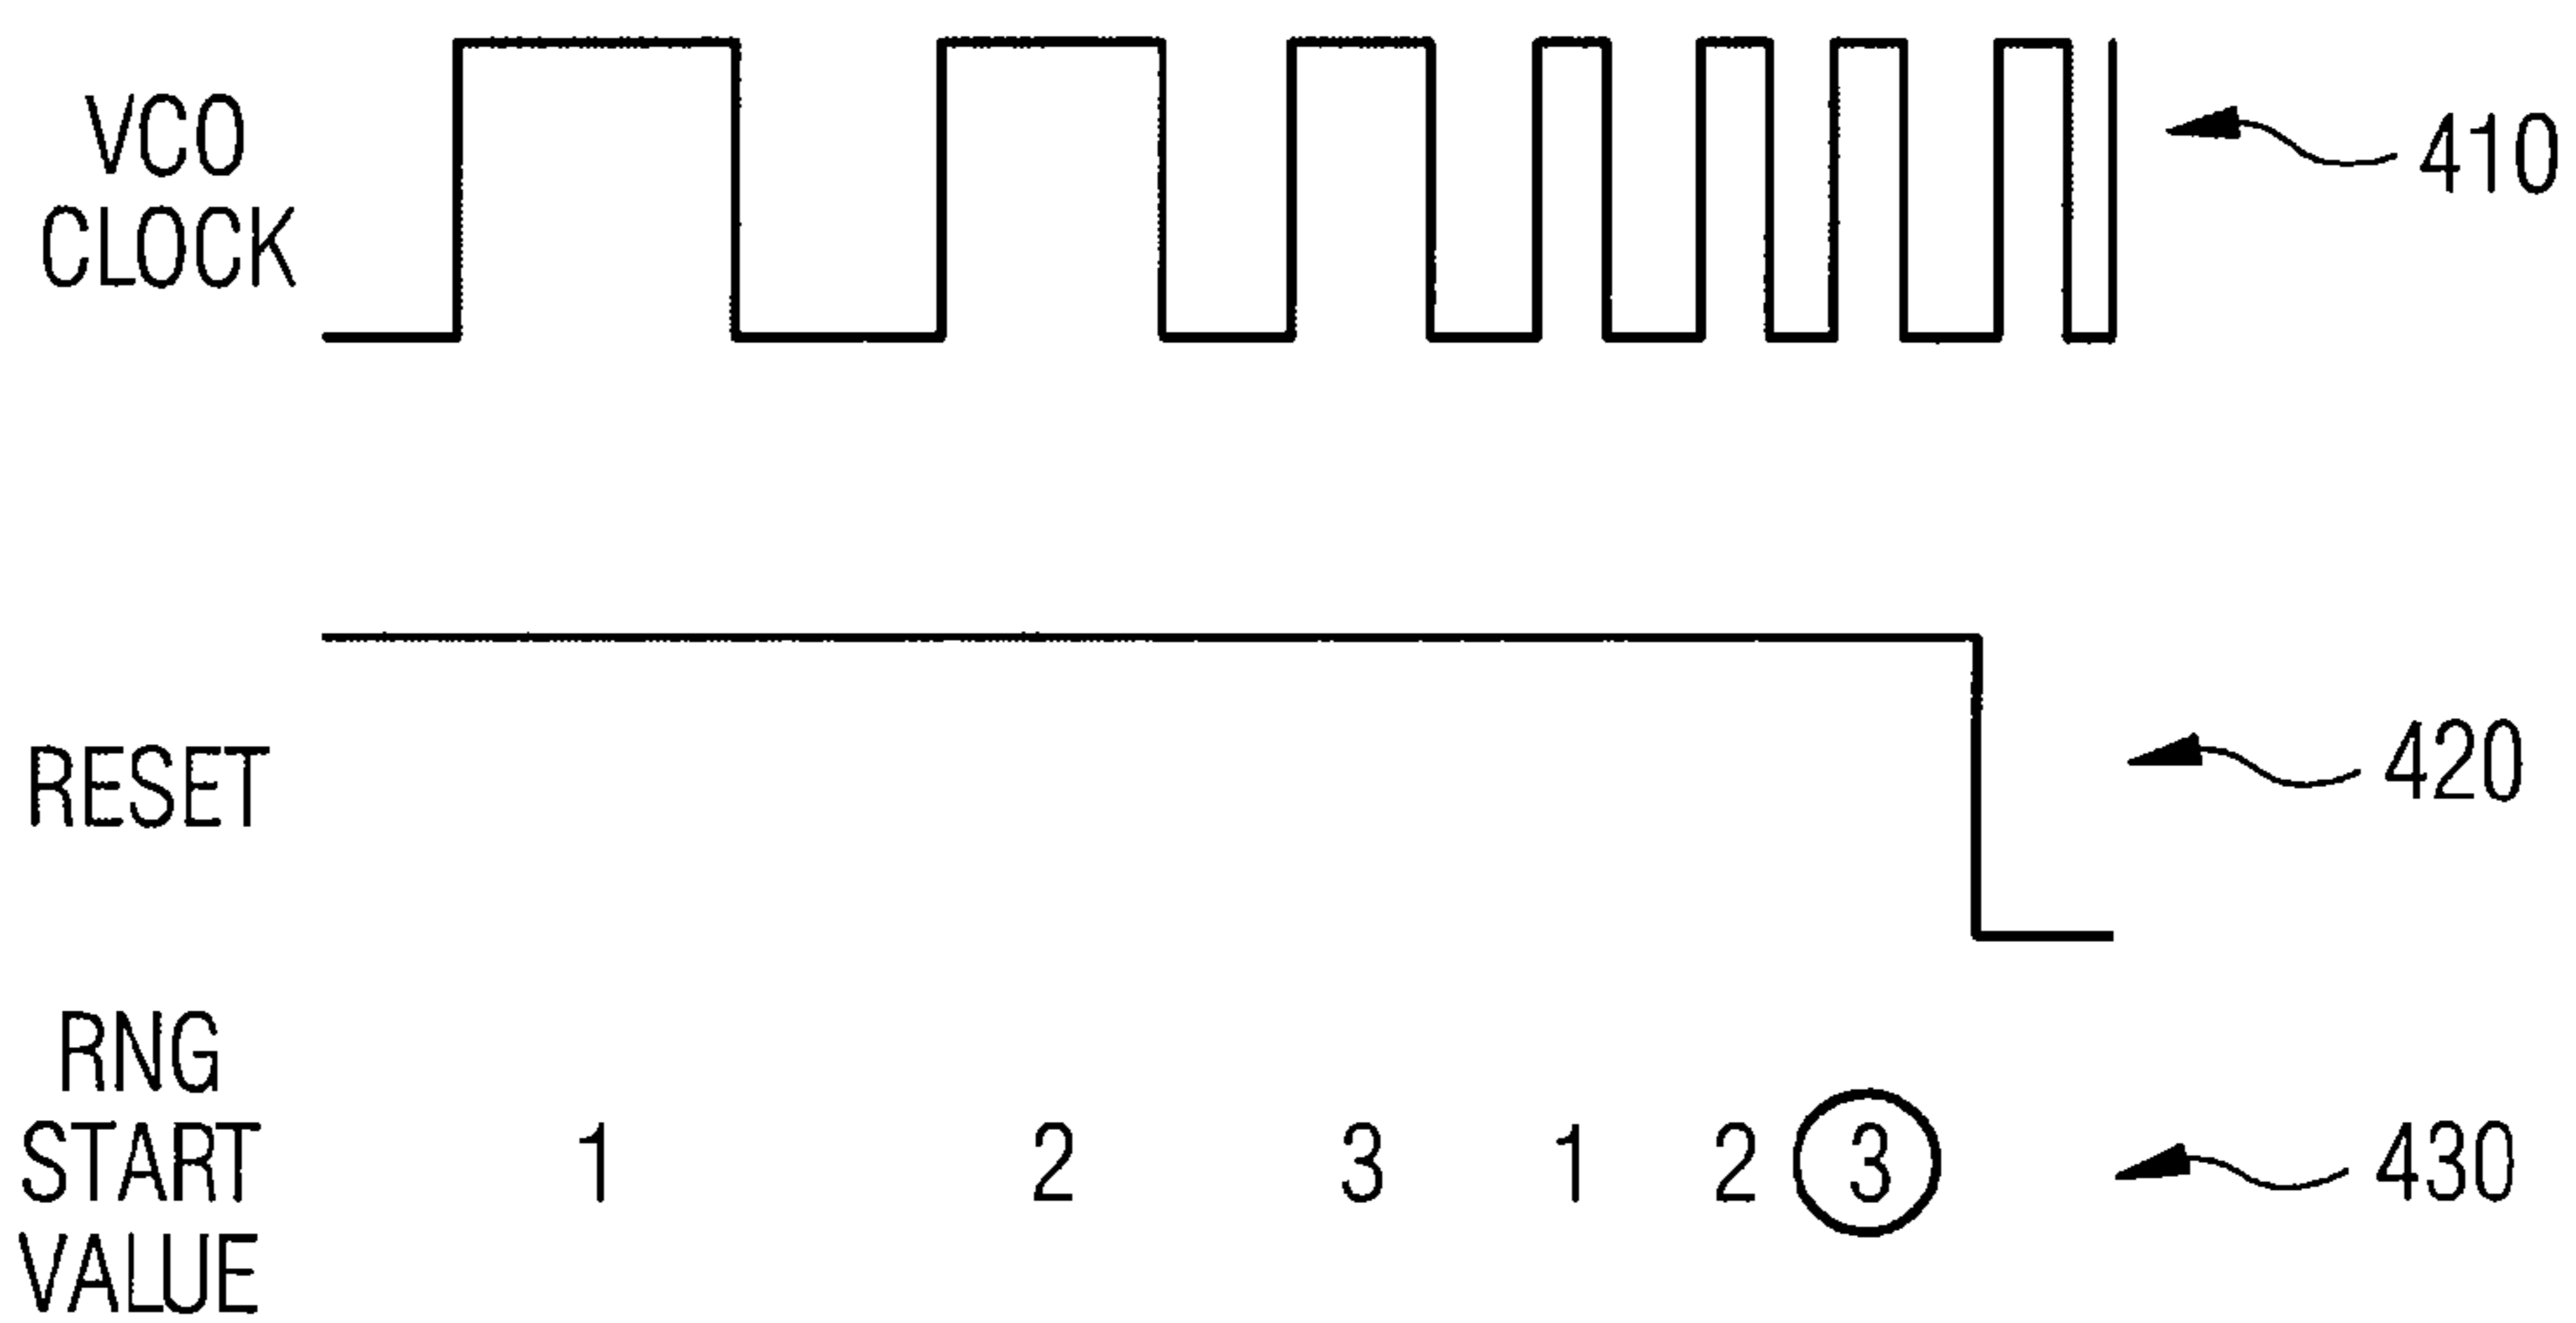 VCO
CLOCK
410
RESET
420
RNG
START
VALUE
1 2 3 1 2 3
430